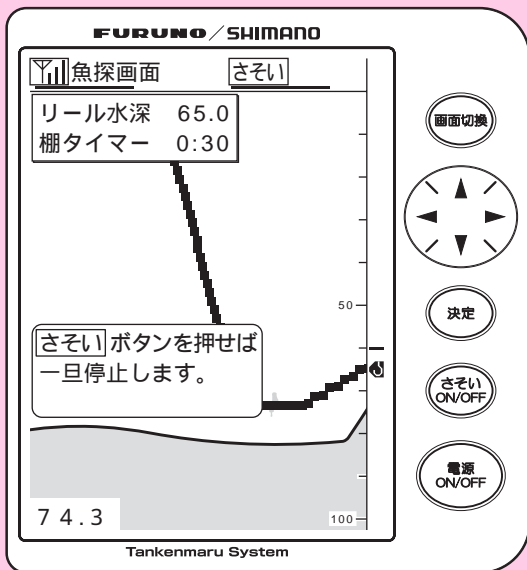 FURUNO/SHIMANO
魚探画面 さそい
リール水深 65.0
棚タイマー 0:30
50
さそい ボタンを押せば
一旦停止します。
74.3
100
画面切換
決定
さそい
ON/OFF
電源
ON/OFF
Tankenmaru System